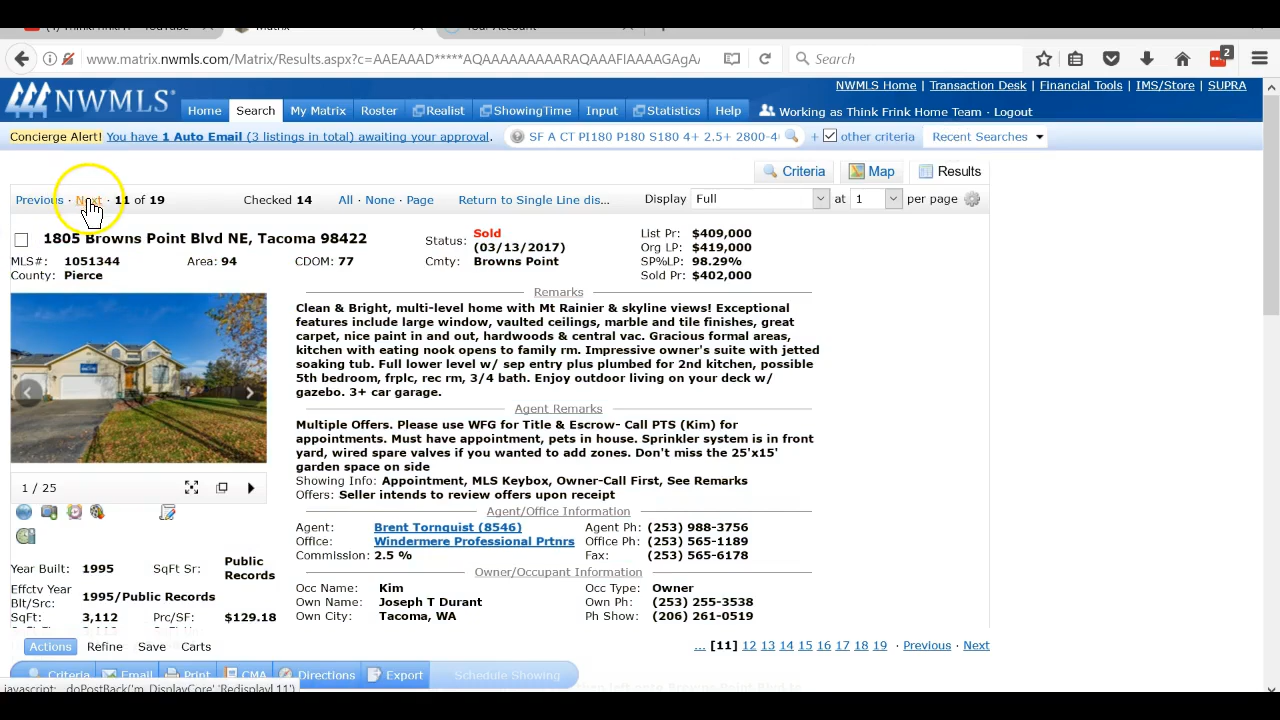 www.matrix.nwmls.com/Matrix/Results.aspx?c=AAEAAAD*****AQAAAAAAAAARAQAAAFIAAAAGAgAA
Search
2
NWMLS
NWMLS Home | Transaction Desk | Financial Tools | IMS/Store | SUPRA
Home Search My Matrix Roster Realist ShowingTime Input Statistics Help Working as Think Frink Home Team · Logout
Concierge Alert! You have 1 Auto Email (3 listings in total) awaiting your approval. SF A CT PI180 P180 S180 4+ 2.5+ 2800-4 + other criteria Recent Searches
Criteria Map Results
Previous · Next · 11 of 19 Checked 14 All · None · Page Return to Single Line dis... Display Full at 1 per page
1805 Browns Point Blvd NE, Tacoma 98422
Status: Sold (03/13/2017)
List Pr: $409,000
Org LP: $419,000
MLS#: 1051344 Area: 94 CDOM: 77 Cmty: Browns Point SP%LP: 98.29%
County: Pierce Sold Pr: $402,000
Remarks
Clean & Bright, multi-level home with Mt Rainier & skyline views! Exceptional
features include large window, vaulted ceilings, marble and tile finishes, great
carpet, nice paint in and out, hardwoods & central vac. Gracious formal areas,
kitchen with eating nook opens to family rm. Impressive owner's suite with jetted
soaking tub. Full lower level w/ sep entry plus plumbed for 2nd kitchen, possible
5th bedroom, frplc, rec rm, 3/4 bath. Enjoy outdoor living on your deck w/
gazebo. 3+ car garage.
Agent Remarks
Multiple Offers. Please use WFG for Title & Escrow- Call PTS (Kim) for
appointments. Must have appointment, pets in house. Sprinkler system is in front
yard, wired spare valves if you wanted to add zones. Don't miss the 25'x15'
garden space on side
Showing Info: Appointment, MLS Keybox, Owner-Call First, See Remarks
Offers: Seller intends to review offers upon receipt
1 / 25
Agent/Office Information
Agent: Brent Tornquist (8546) Agent Ph: (253) 988-3756
Office: Windermere Professional Prtnrs Office Ph: (253) 565-1189
Commission: 2.5 % Fax: (253) 565-6178
Owner/Occupant Information
Occ Name: Kim Occ Type: Owner
Own Name: Joseph T Durant Own Ph: (253) 255-3538
Own City: Tacoma, WA Ph Show: (206) 261-0519
Year Built: 1995 SqFt Sr: Public Records
Effctv Year Blt/Src: 1995/Public Records
SqFt: 3,112 Prc/SF: $129.18
Actions Refine Save Carts
... [11] 12 13 14 15 16 17 18 19 · Previous · Next
Criteria Email Print CMA Directions Export Schedule Showing